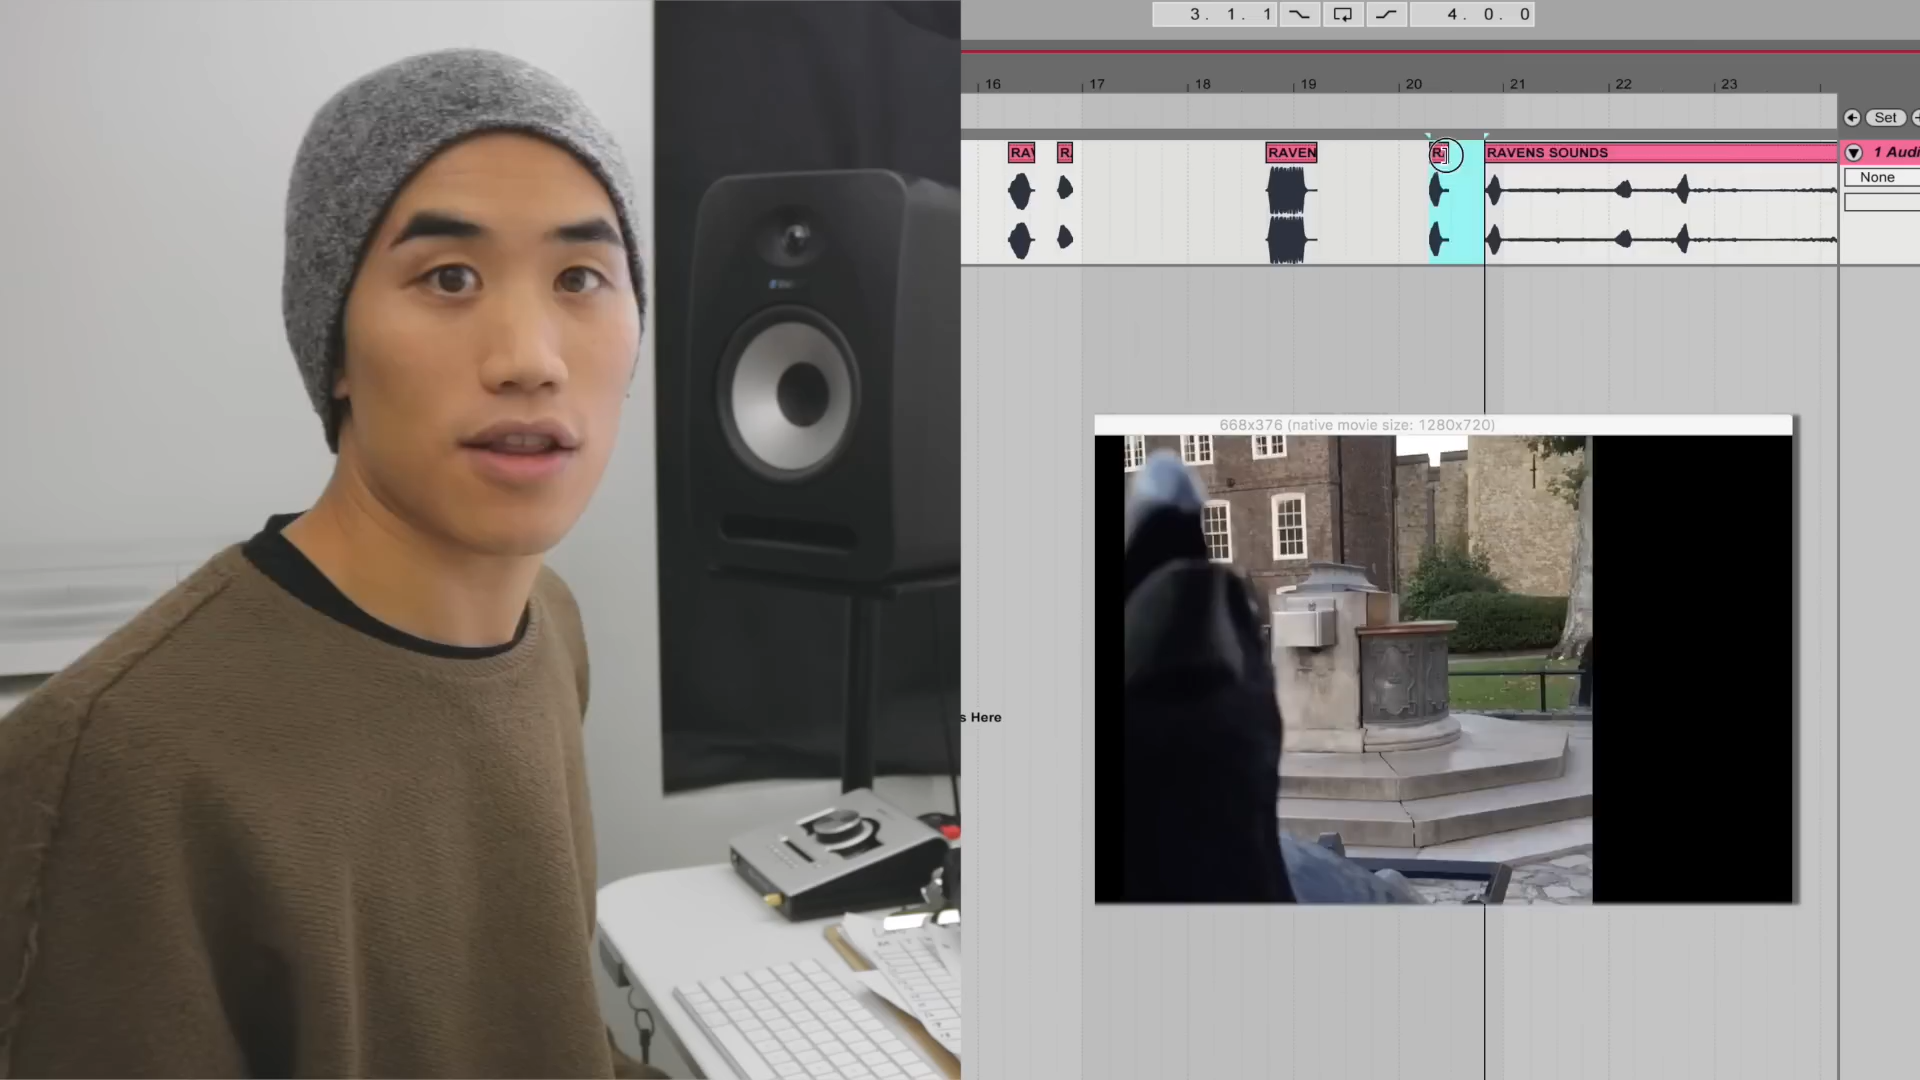 3. 1. 1
4. 0. 0
16
17
18
19
20
21
22
23
Set
RAV
R
RAVEN
R
RAVENS SOUNDS
1 Audi
None
668x376 (native movie size: 1280x720)
s Here